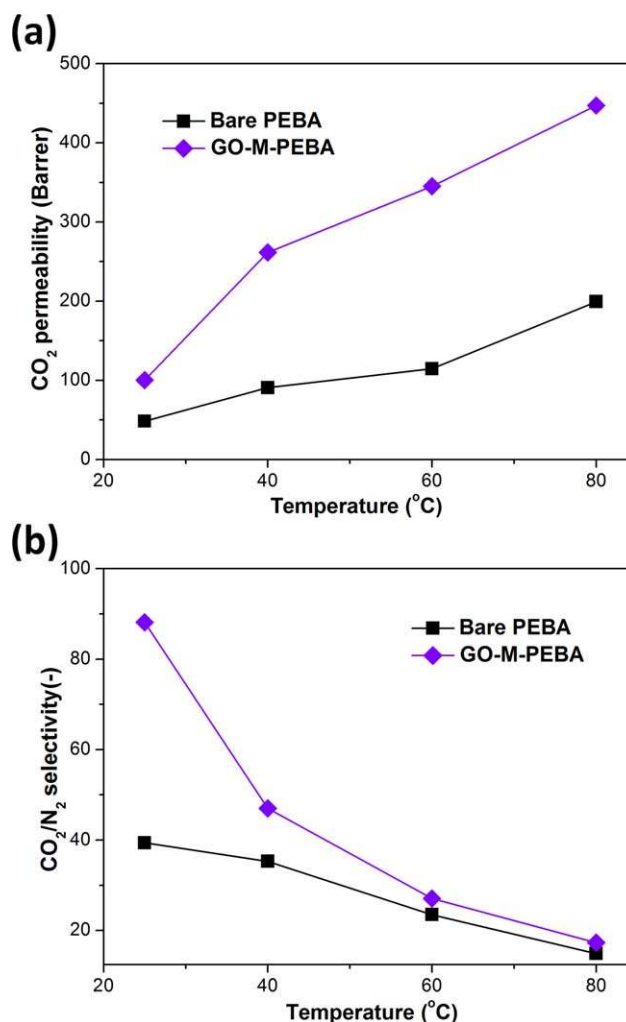 (a)
500
400
300
200
100
0
CO₂ permeability (Barrer)
Bare PEBA
GO-M-PEBA
20 40 60 80
Temperature (°C)
(b)
100
80
60
40
20
CO₂/N₂ selectivity(-)
Bare PEBA
GO-M-PEBA
20 40 60 80
Temperature (°C)